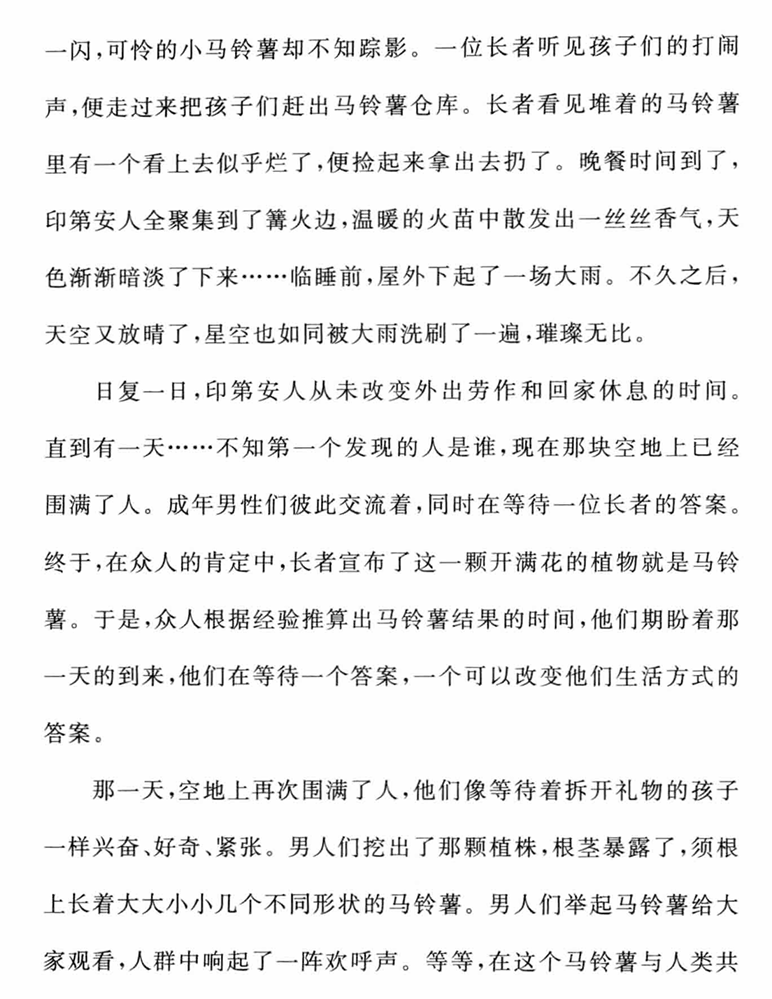 一闪,可怜的小马铃薯却不知踪影。一位长者听见孩子们的打闹
声,便走过来把孩子们赶出马铃薯仓库。长者看见堆着的马铃薯
里有一个看上去似乎烂了,便捡起来拿出去扔了。晚餐时间到了,
印第安人全聚集到了篝火边,温暖的火苗中散发出一丝丝香气,天
色渐渐暗淡了下来……临睡前,屋外下起了一场大雨。不久之后,
天空又放晴了,星空也如同被大雨洗刷了一遍,璀璨无比。
日复一日,印第安人从未改变外出劳作和回家休息的时间。
直到有一天……不知第一个发现的人是谁,现在那块空地上已经
围满了人。成年男性们彼此交流着,同时在等待一位长者的答案。
终于,在众人的肯定中,长者宣布了这一颗开满花的植物就是马铃
薯。于是,众人根据经验推算出马铃薯结果的时间,他们期盼着那
一天的到来,他们在等待一个答案,一个可以改变他们生活方式的
答案。
那一天,空地上再次围满了人,他们像等待着拆开礼物的孩子
一样兴奋、好奇、紧张。男人们挖出了那颗植株,根茎暴露了,须根
上长着大大小小几个不同形状的马铃薯。男人们举起马铃薯给大
家观看,人群中响起了一阵欢呼声。等等,在这个马铃薯与人类共